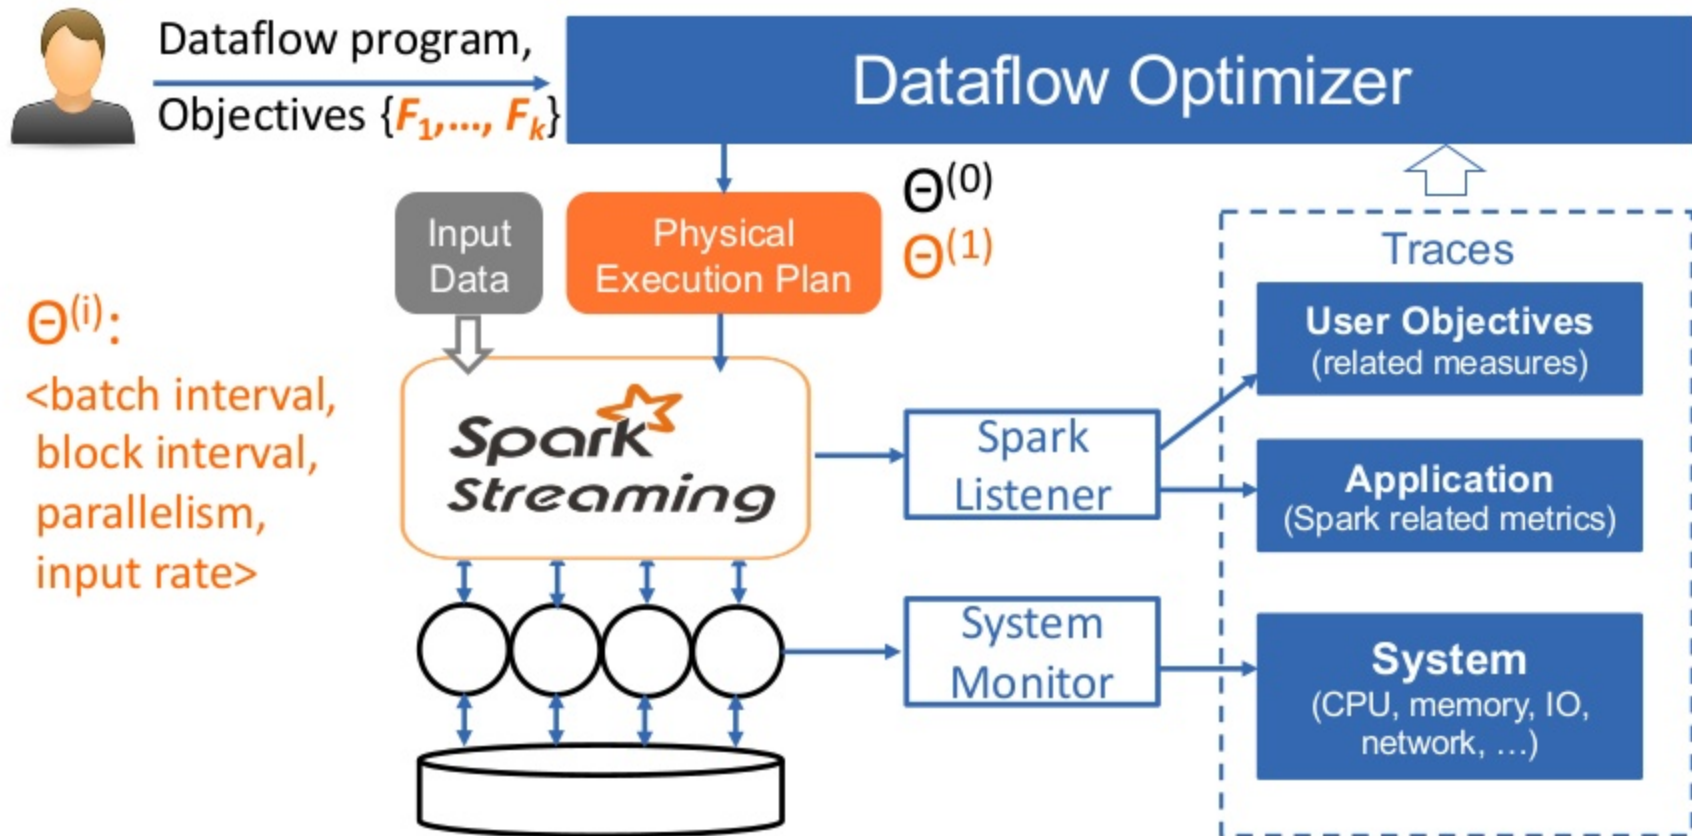 Dataflow program,
Objectives {F1,..., Fk}
Dataflow Optimizer
Input
Data
Physical
Execution Plan
Θ(0)
Θ(1)
Θ(i):
<batch interval,
block interval,
parallelism,
input rate>
Spark
Streaming
Spark
Listener
System
Monitor
Traces
User Objectives
(related measures)
Application
(Spark related metrics)
System
(CPU, memory, IO,
network, ...)